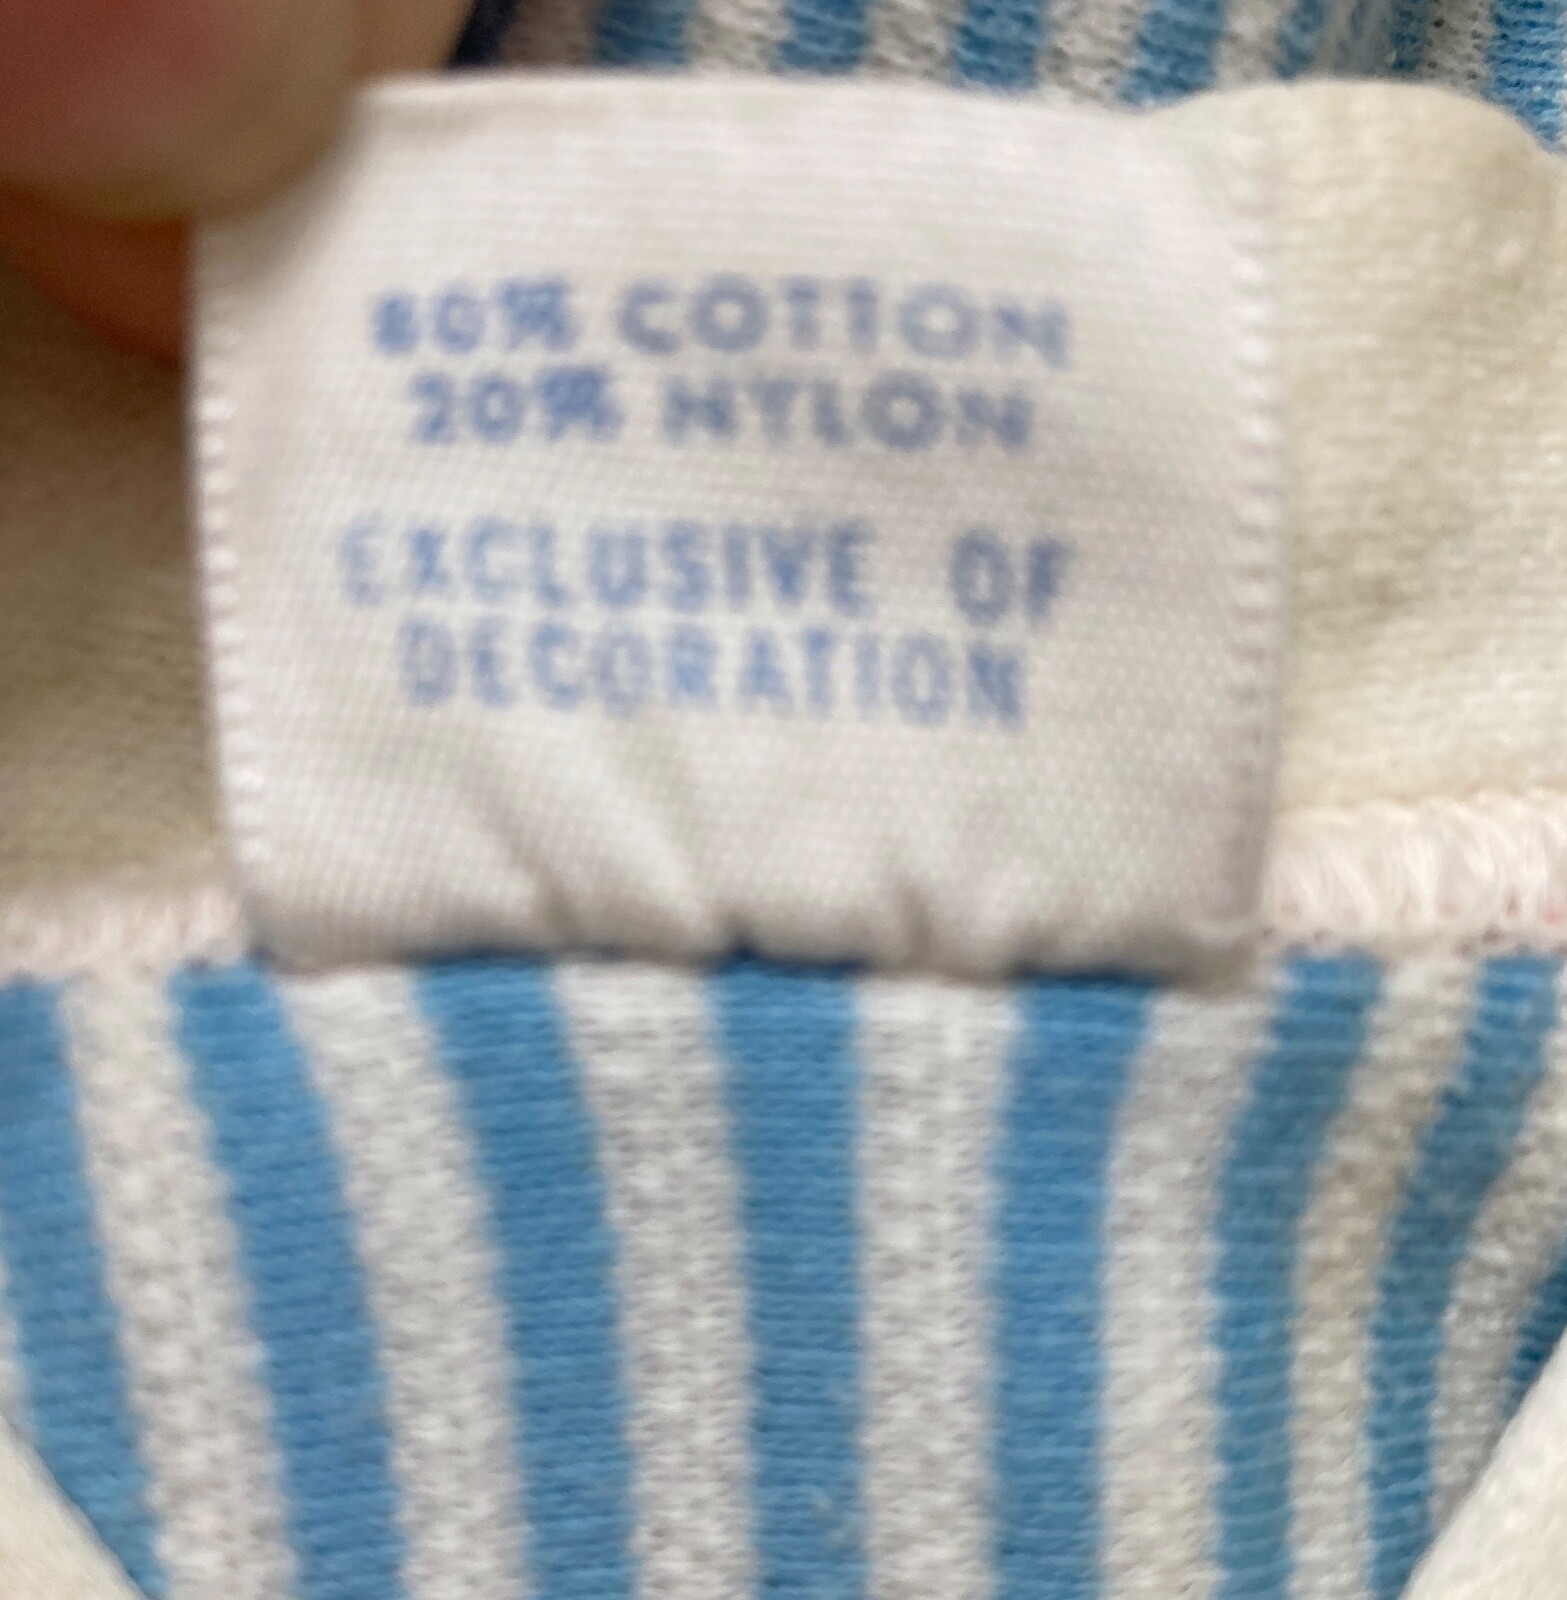 80% COTTON
20% NYLON
EXCLUSIVE OF
DECORATION